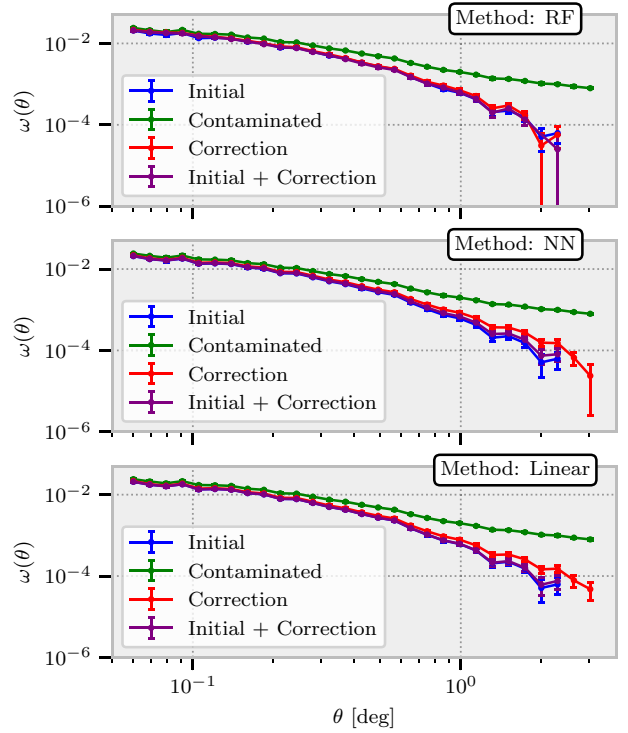 Method: RF
10⁻²
10⁻⁴
10⁻⁶
ω(θ)
Initial
Contaminated
Correction
Initial + Correction
Method: NN
10⁻²
10⁻⁴
10⁻⁶
ω(θ)
Initial
Contaminated
Correction
Initial + Correction
Method: Linear
10⁻²
10⁻⁴
10⁻⁶
ω(θ)
Initial
Contaminated
Correction
Initial + Correction
10⁻¹ 10⁰
θ [deg]